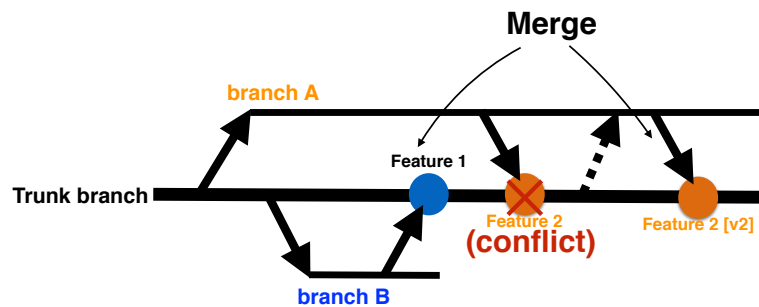 Merge
branch A
Feature 1
Trunk branch
Feature 2
(conflict)
Feature 2 [v2]
branch B